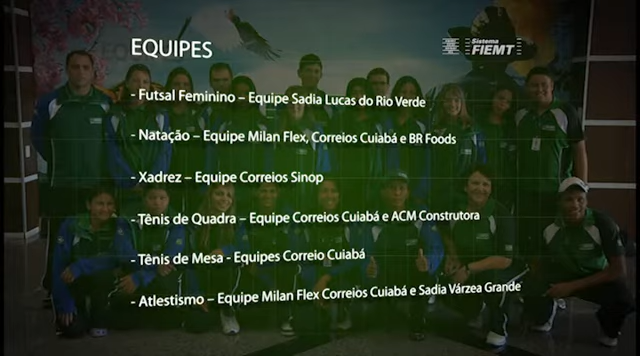 EQUIPES
Sistema
FIEMT
- Futsal Feminino – Equipe Sadia Lucas do Rio Verde
- Natação – Equipe Milan Flex, Correios Cuiabá e BR Foods
- Xadrez – Equipe Correios Sinop
- Tênis de Quadra – Equipe Correios Cuiabá e ACM Construtora
- Tênis de Mesa - Equipes Correio Cuiabá
- Atlestismo – Equipe Milan Flex Correios Cuiabá e Sadia Várzea Grande